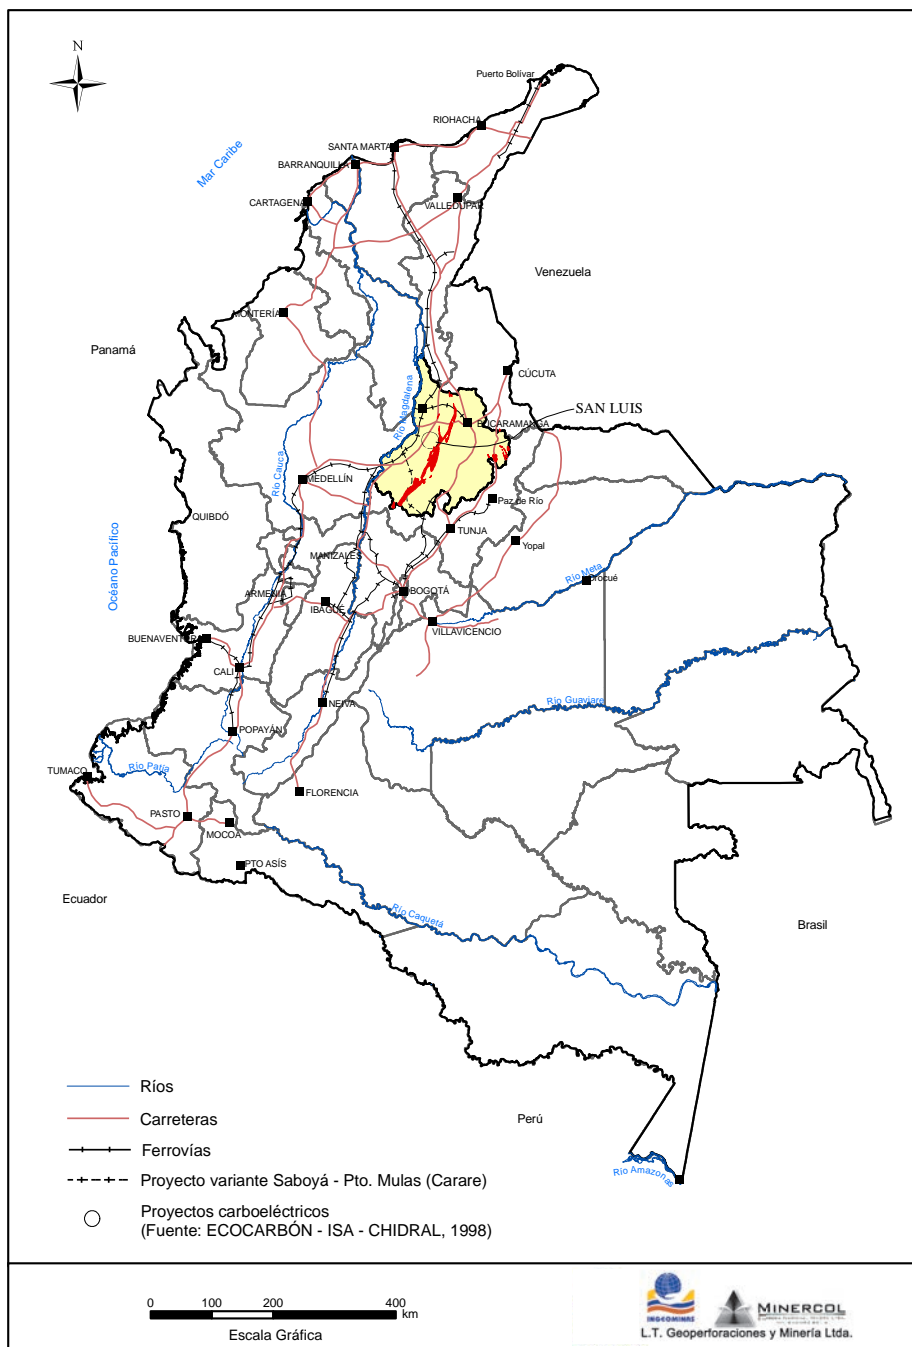 N
Puerto Bolívar
RIOHACHA
SANTA MARTA
BARRANQUILLA
Mar Caribe
CARTAGENA
VALLEDUPAR
Venezuela
MONTERÍA
Panamá
CÚCUTA
Río Magdalena
SAN LUIS
BUCARAMANGA
Río Cauca
MEDELLÍN
Paz de Río
QUIBDÓ
Océano Pacífico
TUNJA
Yopal
MANIZALES
Río Meta
Orocué
ARMENIA
BOGOTÁ
IBAGUÉ
VILLAVICENCIO
BUENAVENTURA
CALI
Río Guaviare
NEIVA
POPAYÁN
Río Patía
TUMACO
FLORENCIA
PASTO
MOCOA
PTO ASÍS
Ecuador
Río Caquetá
Brasil
Ríos
Carreteras
Perú
Ferrovías
Río Amazonas
Proyecto variante Saboyá - Pto. Mulas (Carare)
Proyectos carboeléctricos
(Fuente: ECOCARBÓN - ISA - CHIDRAL, 1998)
0 100 200 400
km
Escala Gráfica
INGEOMINAS
MINERCOL
L.T. Geoperforaciones y Minería Ltda.